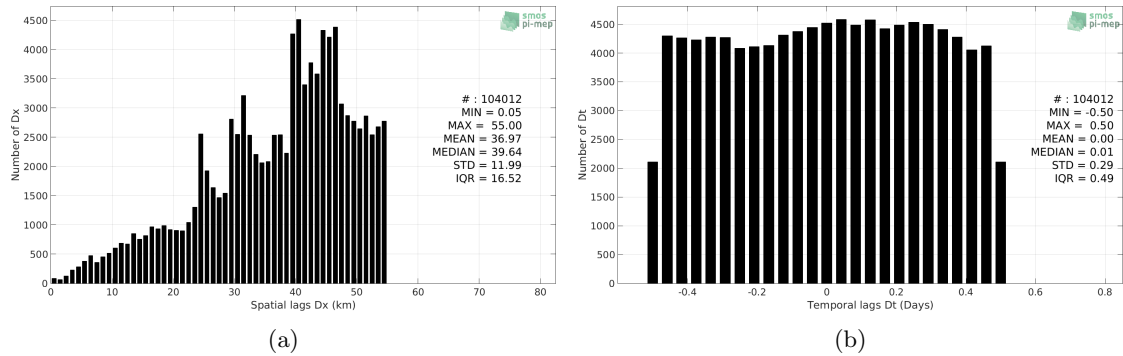 smos
pi-mep
4500
4000
3500
3000
2500
2000
1500
1000
500
0
Number of Dx
# : 104012
MIN = 0.05
MAX = 55.00
MEAN = 36.97
MEDIAN = 39.64
STD = 11.99
IQR = 16.52
0 10 20 30 40 50 60 70 80
Spatial lags Dx (km)
(a)
smos
pi-mep
4500
4000
3500
3000
2500
2000
1500
1000
500
0
Number of Dt
# : 104012
MIN = -0.50
MAX = 0.50
MEAN = 0.00
MEDIAN = 0.01
STD = 0.29
IQR = 0.49
-0.4 -0.2 0 0.2 0.4 0.6 0.8
Temporal lags Dt (Days)
(b)